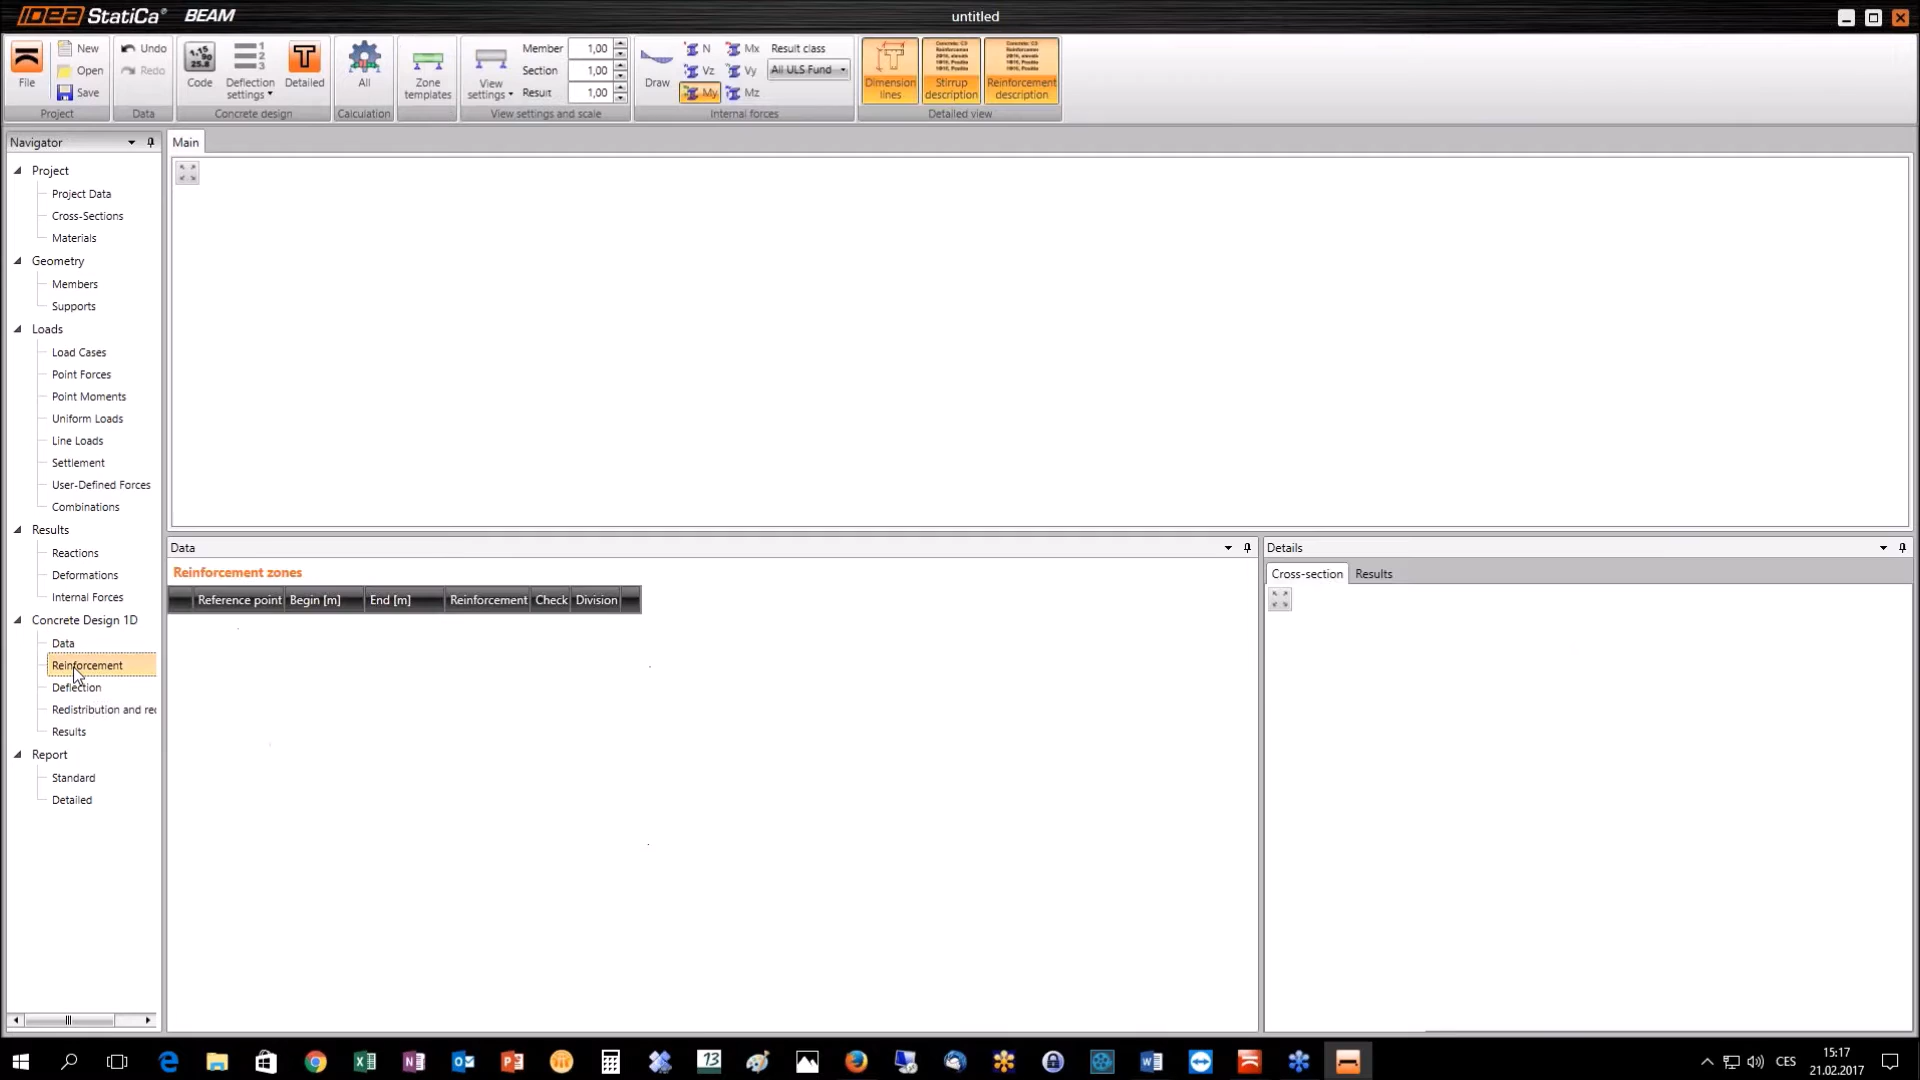 IDEA StatiCa® BEAM
untitled
File
New
Open
Save
Project
Undo
Redo
Data
Code
Deflection settings
Detailed
Concrete design
All
Calculation
Zone templates
View settings
Member 1,00
Section 1,00
Result 1,00
View settings and scale
Draw
N Mx Result class
Vz Vy All ULS Fund
My Mz
Internal forces
Dimension lines
Stirrup description
Reinforcement description
Detailed view
Navigator
Main
Project
Project Data
Cross-Sections
Materials
Geometry
Members
Supports
Loads
Load Cases
Point Forces
Point Moments
Uniform Loads
Line Loads
Settlement
User-Defined Forces
Combinations
Results
Reactions
Deformations
Internal Forces
Concrete Design 1D
Data
Reinforcement
Deflection
Redistribution and rec
Results
Report
Standard
Detailed
Data
Reinforcement zones
Reference point Begin [m] End [m] Reinforcement Check Division
Details
Cross-section Results
CES
15:17
21.02.2017